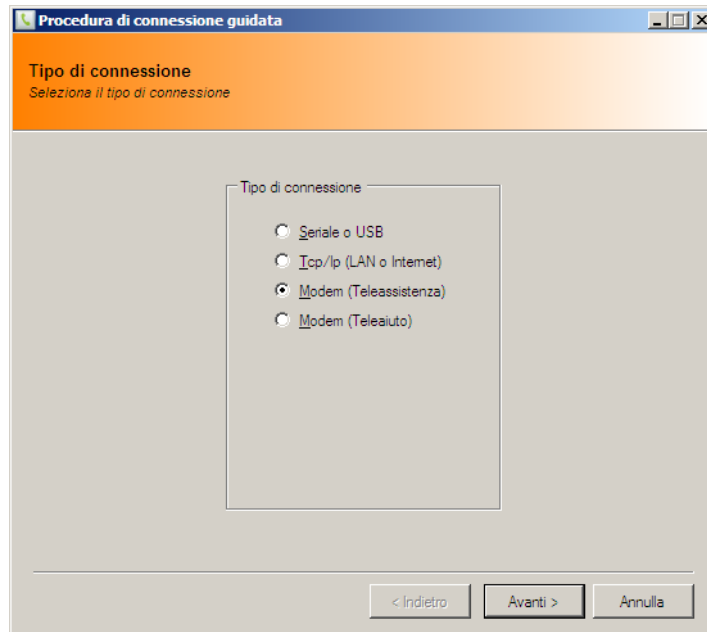 Procedura di connessione guidata
Tipo di connessione
Seleziona il tipo di connessione
Tipo di connessione
Seriale o USB
Tcp/Ip (LAN o Internet)
Modem (Teleassistenza)
Modem (Teleaiuto)
< Indietro Avanti > Annulla